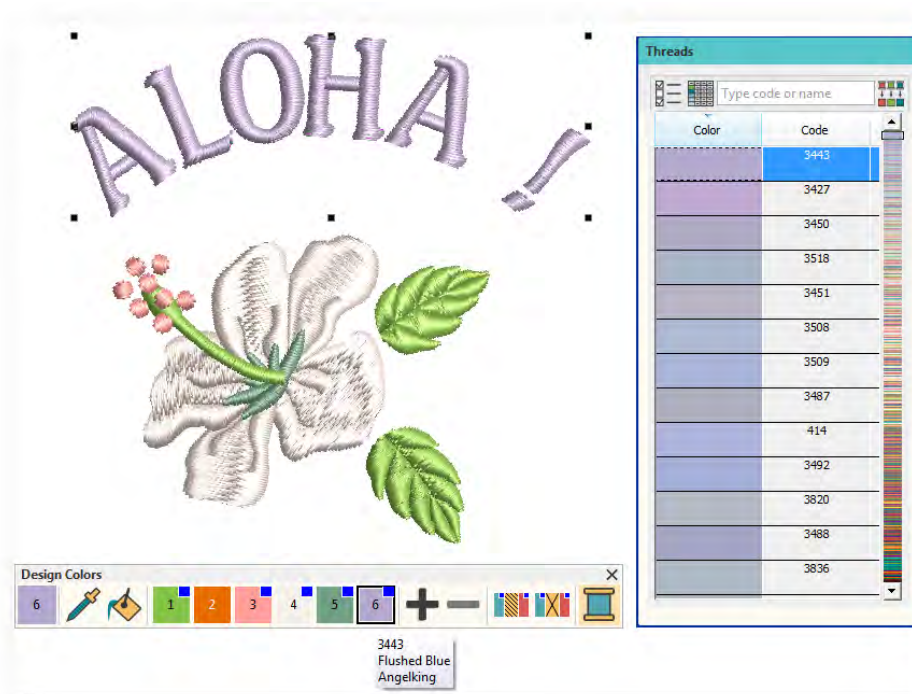 ALOHA !
Threads
Type code or name
Color Code
3443
3427
3450
3518
3451
3508
3509
3487
414
3492
3820
3488
3836
Design Colors
6 1 2 3 4 5 6
3443
Flushed Blue
Angelking